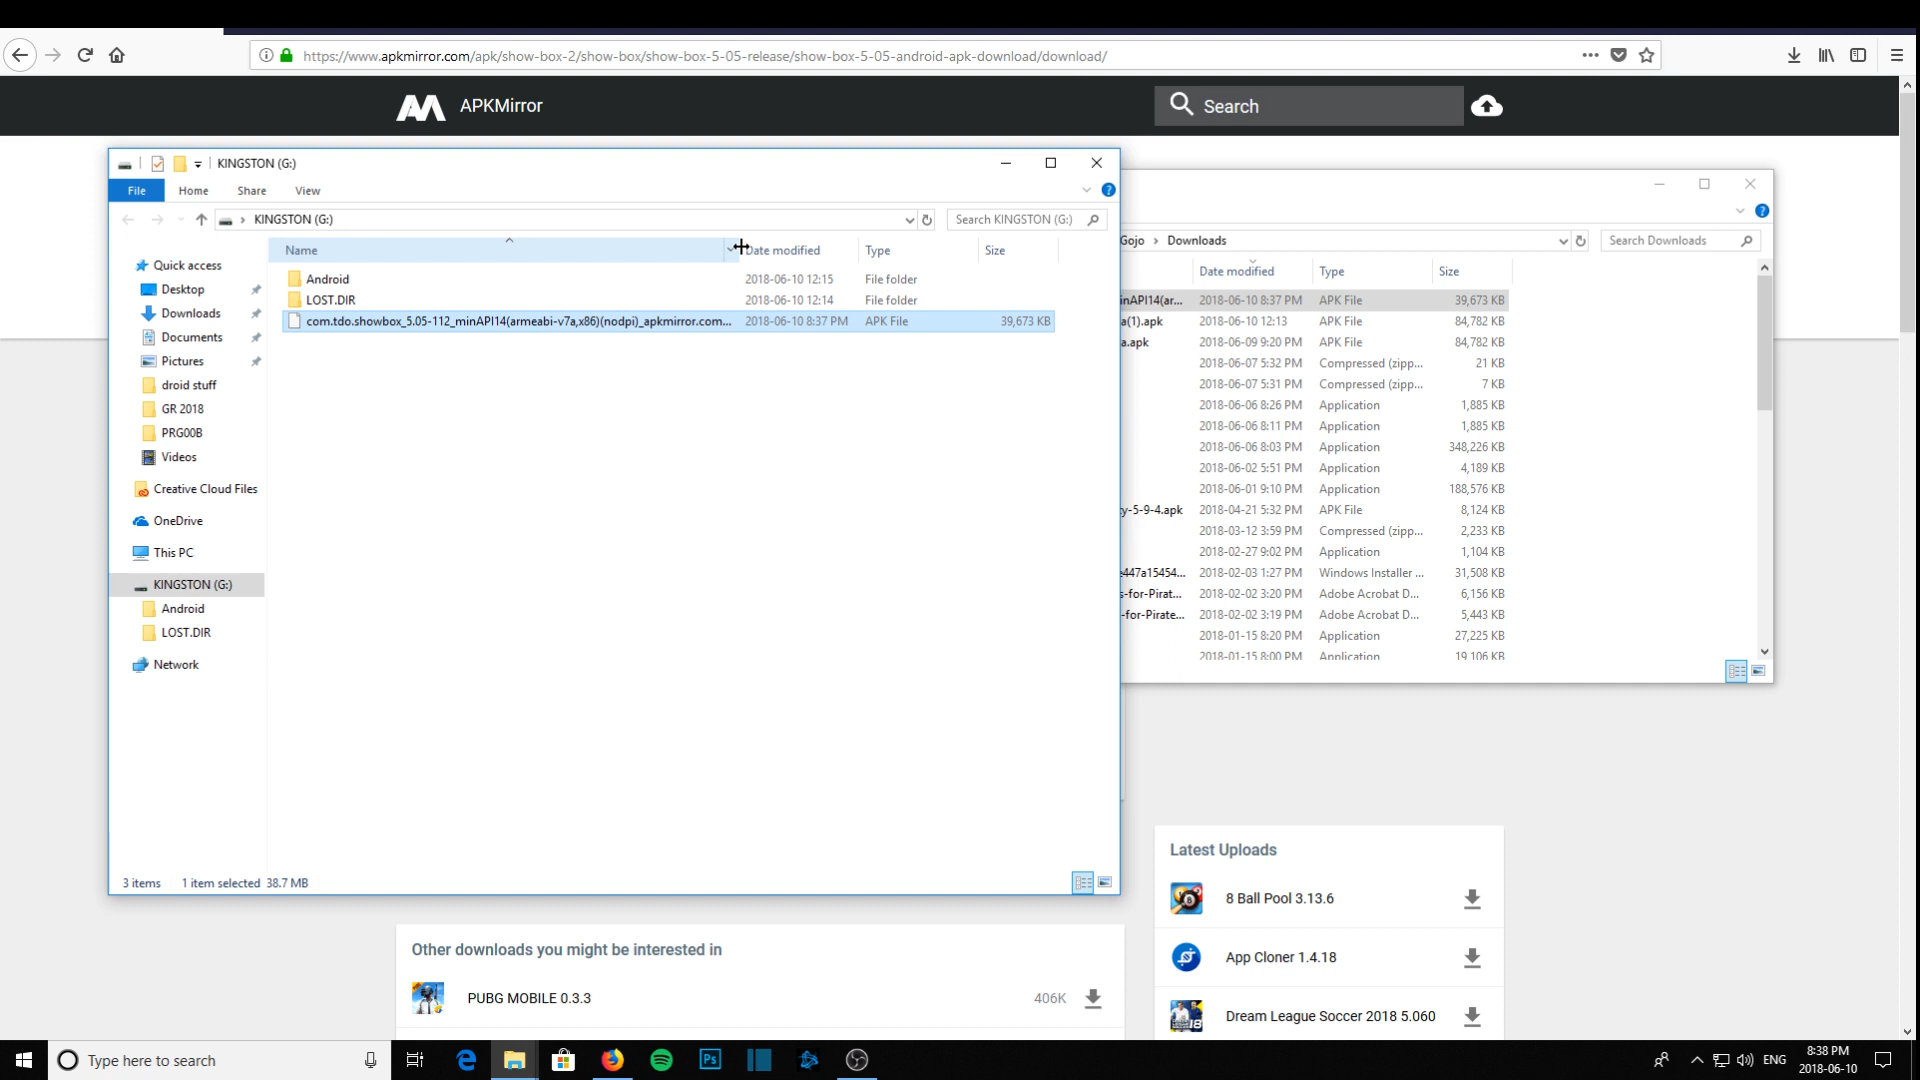 https://www.apkmirror.com/apk/show-box-2/show-box/show-box-5-05-release/show-box-5-05-android-apk-download/download/
APKMirror
Search
KINGSTON (G:)
File Home Share View
KINGSTON (G:)
Search KINGSTON (G:)
Name Date modified Type Size
Android 2018-06-10 12:15 File folder
LOST.DIR 2018-06-10 12:14 File folder
com.tdo.showbox_5.05-112_minAPI14(armeabi-v7a,x86)(nodpi)_apkmirror.com... 2018-06-10 8:37 PM APK File 39,673 KB
Quick access
Desktop
Downloads
Documents
Pictures
droid stuff
GR 2018
PRG00B
Videos
Creative Cloud Files
OneDrive
This PC
KINGSTON (G:)
Android
LOST.DIR
Network
3 items 1 item selected 38.7 MB
Gojo > Downloads
Search Downloads
Date modified Type Size
inAPI14(ar... 2018-06-10 8:37 PM APK File 39,673 KB
a(1).apk 2018-06-10 12:13 APK File 84,782 KB
a.apk 2018-06-09 9:20 PM APK File 84,782 KB
2018-06-07 5:32 PM Compressed (zipp... 21 KB
2018-06-07 5:31 PM Compressed (zipp... 7 KB
2018-06-06 8:26 PM Application 1,885 KB
2018-06-06 8:11 PM Application 1,885 KB
2018-06-06 8:03 PM Application 348,226 KB
2018-06-02 5:51 PM Application 4,189 KB
2018-06-01 9:10 PM Application 188,576 KB
y-5-9-4.apk 2018-04-21 5:32 PM APK File 8,124 KB
2018-03-12 3:59 PM Compressed (zipp... 2,233 KB
2018-02-27 9:02 PM Application 1,104 KB
e447a15454... 2018-02-03 1:27 PM Windows Installer ... 31,508 KB
s-for-Pirat... 2018-02-02 3:20 PM Adobe Acrobat D... 6,156 KB
-for-Pirate... 2018-02-02 3:19 PM Adobe Acrobat D... 5,443 KB
2018-01-15 8:20 PM Application 27,225 KB
2018-01-15 8:00 PM Application 19,106 KB
Other downloads you might be interested in
PUBG MOBILE 0.3.3 406K
Latest Uploads
8 Ball Pool 3.13.6
App Cloner 1.4.18
Dream League Soccer 2018 5.060
Type here to search
Ps
ENG
8:38 PM
2018-06-10